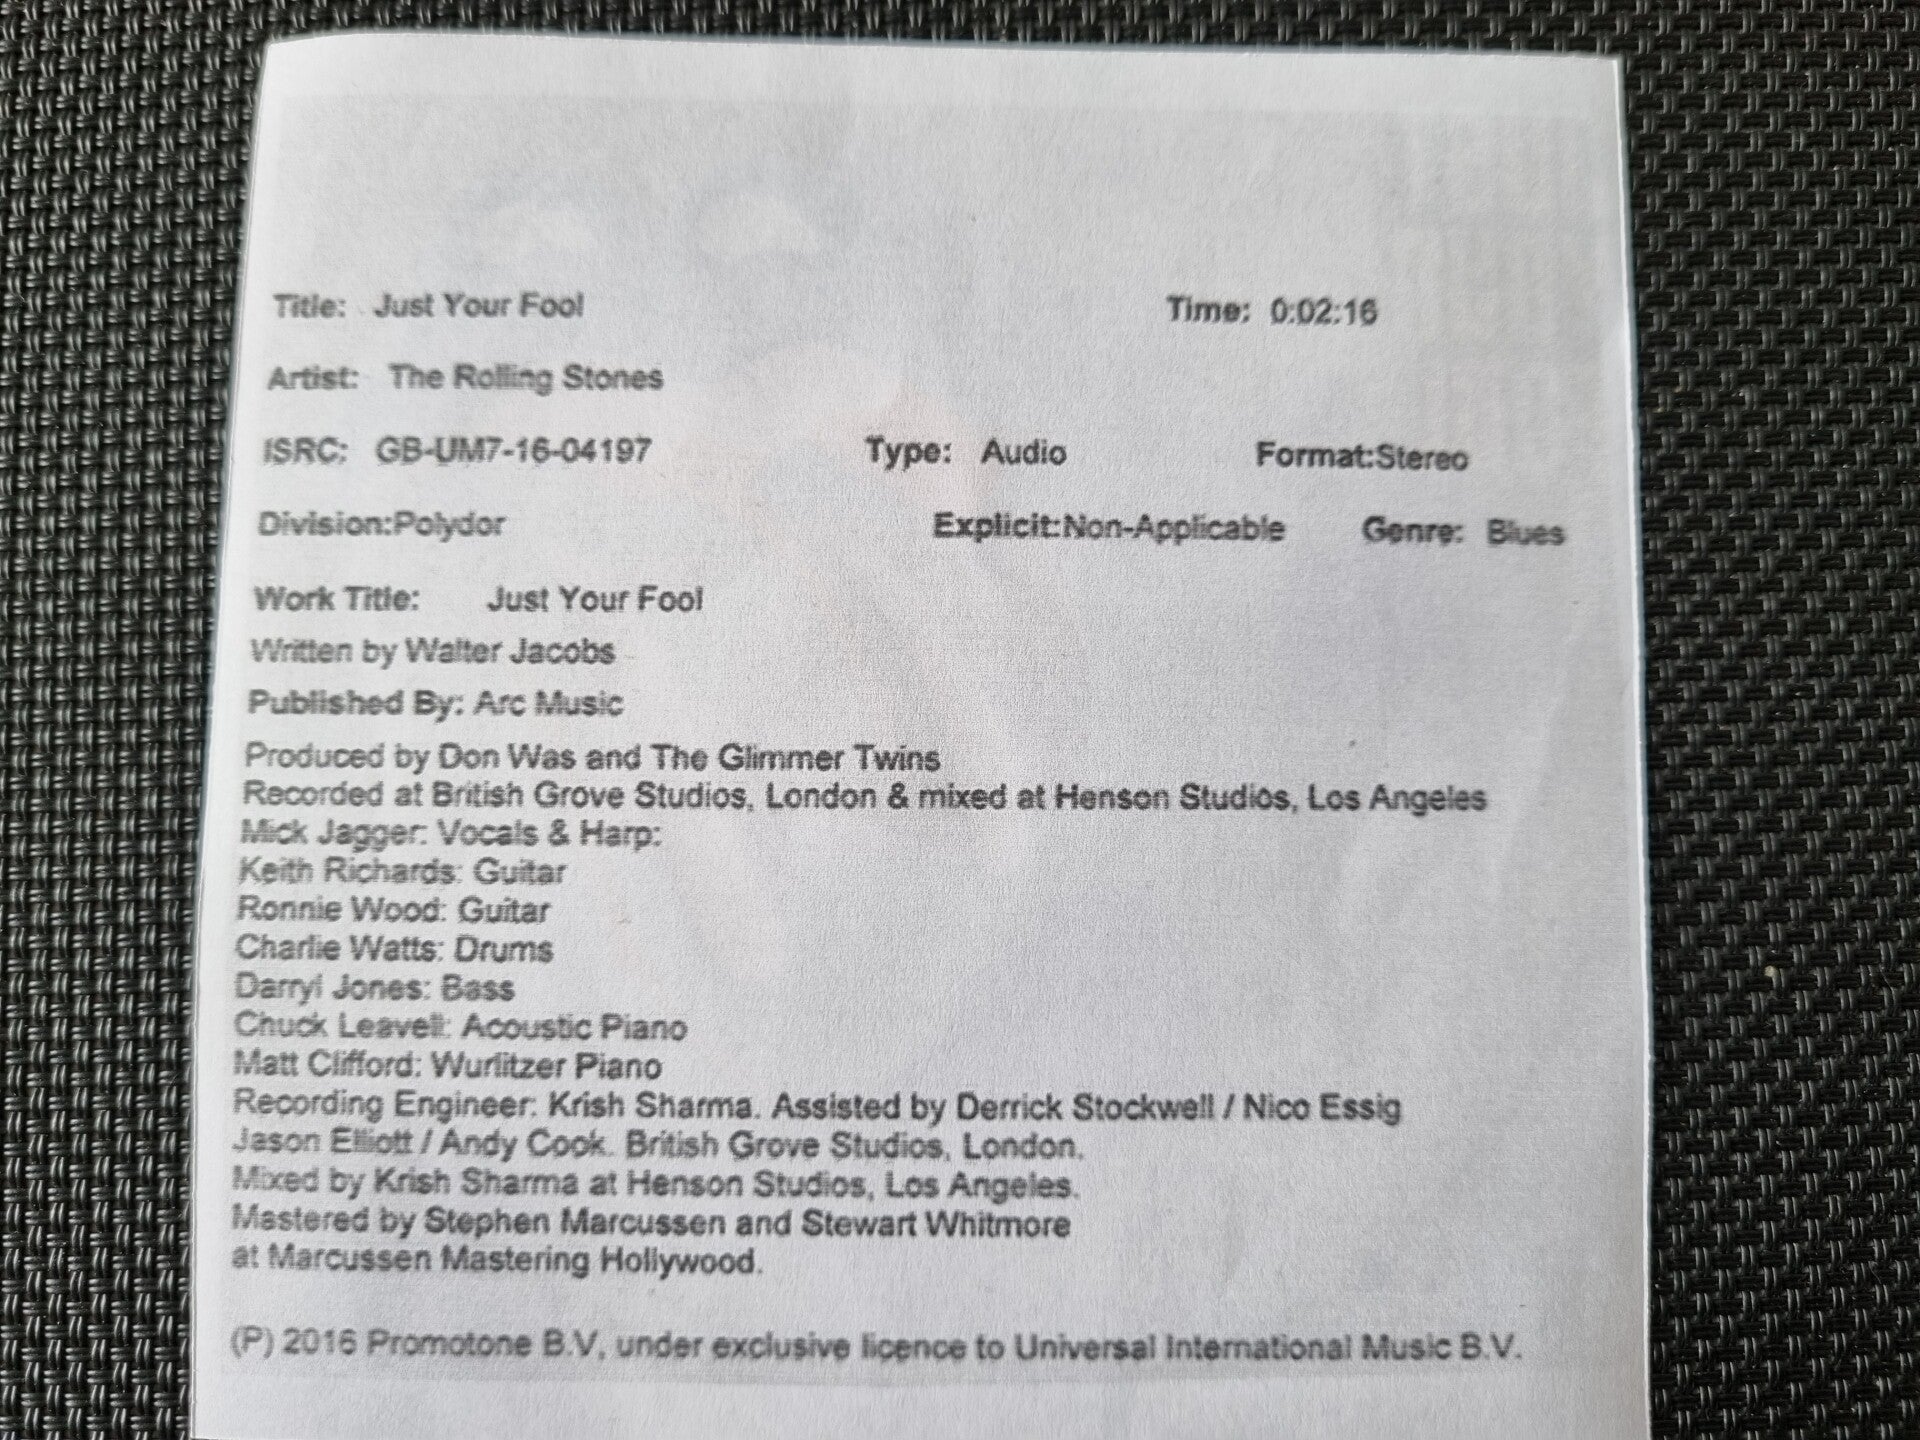 Title: Just Your Fool Time: 0:02:16
Artist: The Rolling Stones
ISRC: GB-UM7-16-04197 Type: Audio Format:Stereo
Division:Polydor Explicit:Non-Applicable Genre: Blues
Work Title: Just Your Fool
Written by Walter Jacobs
Published By: Arc Music
Produced by Don Was and The Glimmer Twins
Recorded at British Grove Studios, London & mixed at Henson Studios, Los Angeles
Mick Jagger: Vocals & Harp:
Keith Richards: Guitar
Ronnie Wood: Guitar
Charlie Watts: Drums
Darryl Jones: Bass
Chuck Leavell: Acoustic Piano
Matt Clifford: Wurlitzer Piano
Recording Engineer: Krish Sharma. Assisted by Derrick Stockwell / Nico Essig
Jason Elliott / Andy Cook. British Grove Studios, London.
Mixed by Krish Sharma at Henson Studios, Los Angeles.
Mastered by Stephen Marcussen and Stewart Whitmore
at Marcussen Mastering Hollywood.
(P) 2016 Promotone B.V, under exclusive licence to Universal International Music B.V.